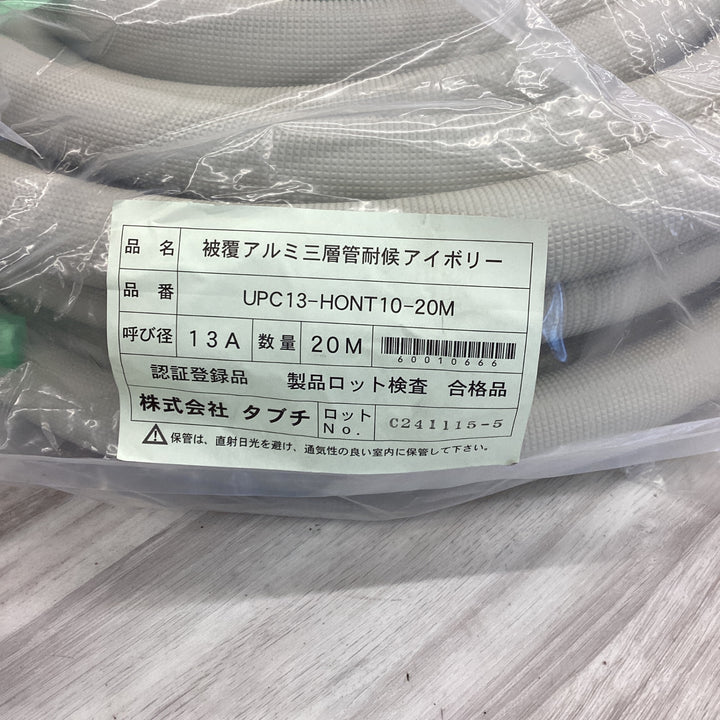 品名 被覆アルミ三層管耐候アイボリー
品番 UPC13-HONT10-20M
呼び径 13A 数量 20M 60010666
認証登録品 製品ロット検査 合格品
株式会社 タブチ ロットNo. C241115-5
保管は、直射日光を避け、通気性の良い室内に保管して下さい。